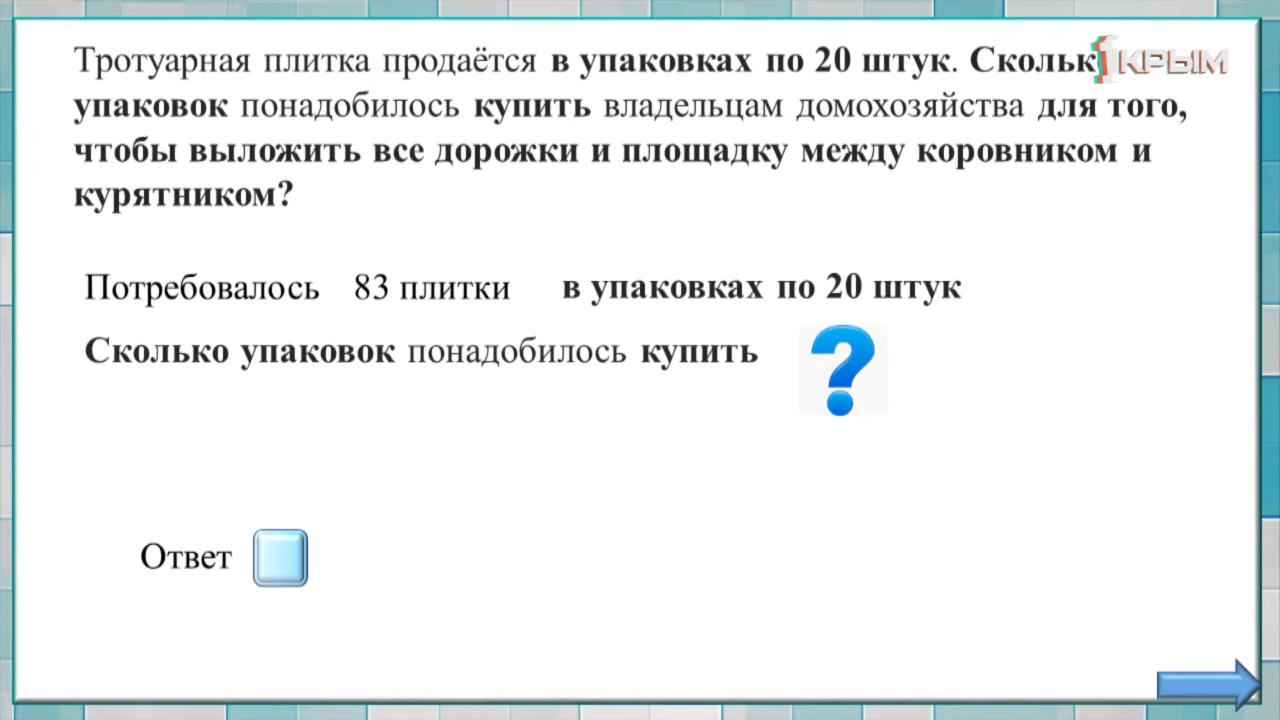 Тротуарная плитка продаётся в упаковках по 20 штук. Скольк
упаковок понадобилось купить владельцам домохозяйства для того,
чтобы выложить все дорожки и площадку между коровником и
курятником?
Потребовалось 83 плитки в упаковках по 20 штук
Сколько упаковок понадобилось купить
Ответ
1 КРЫМ